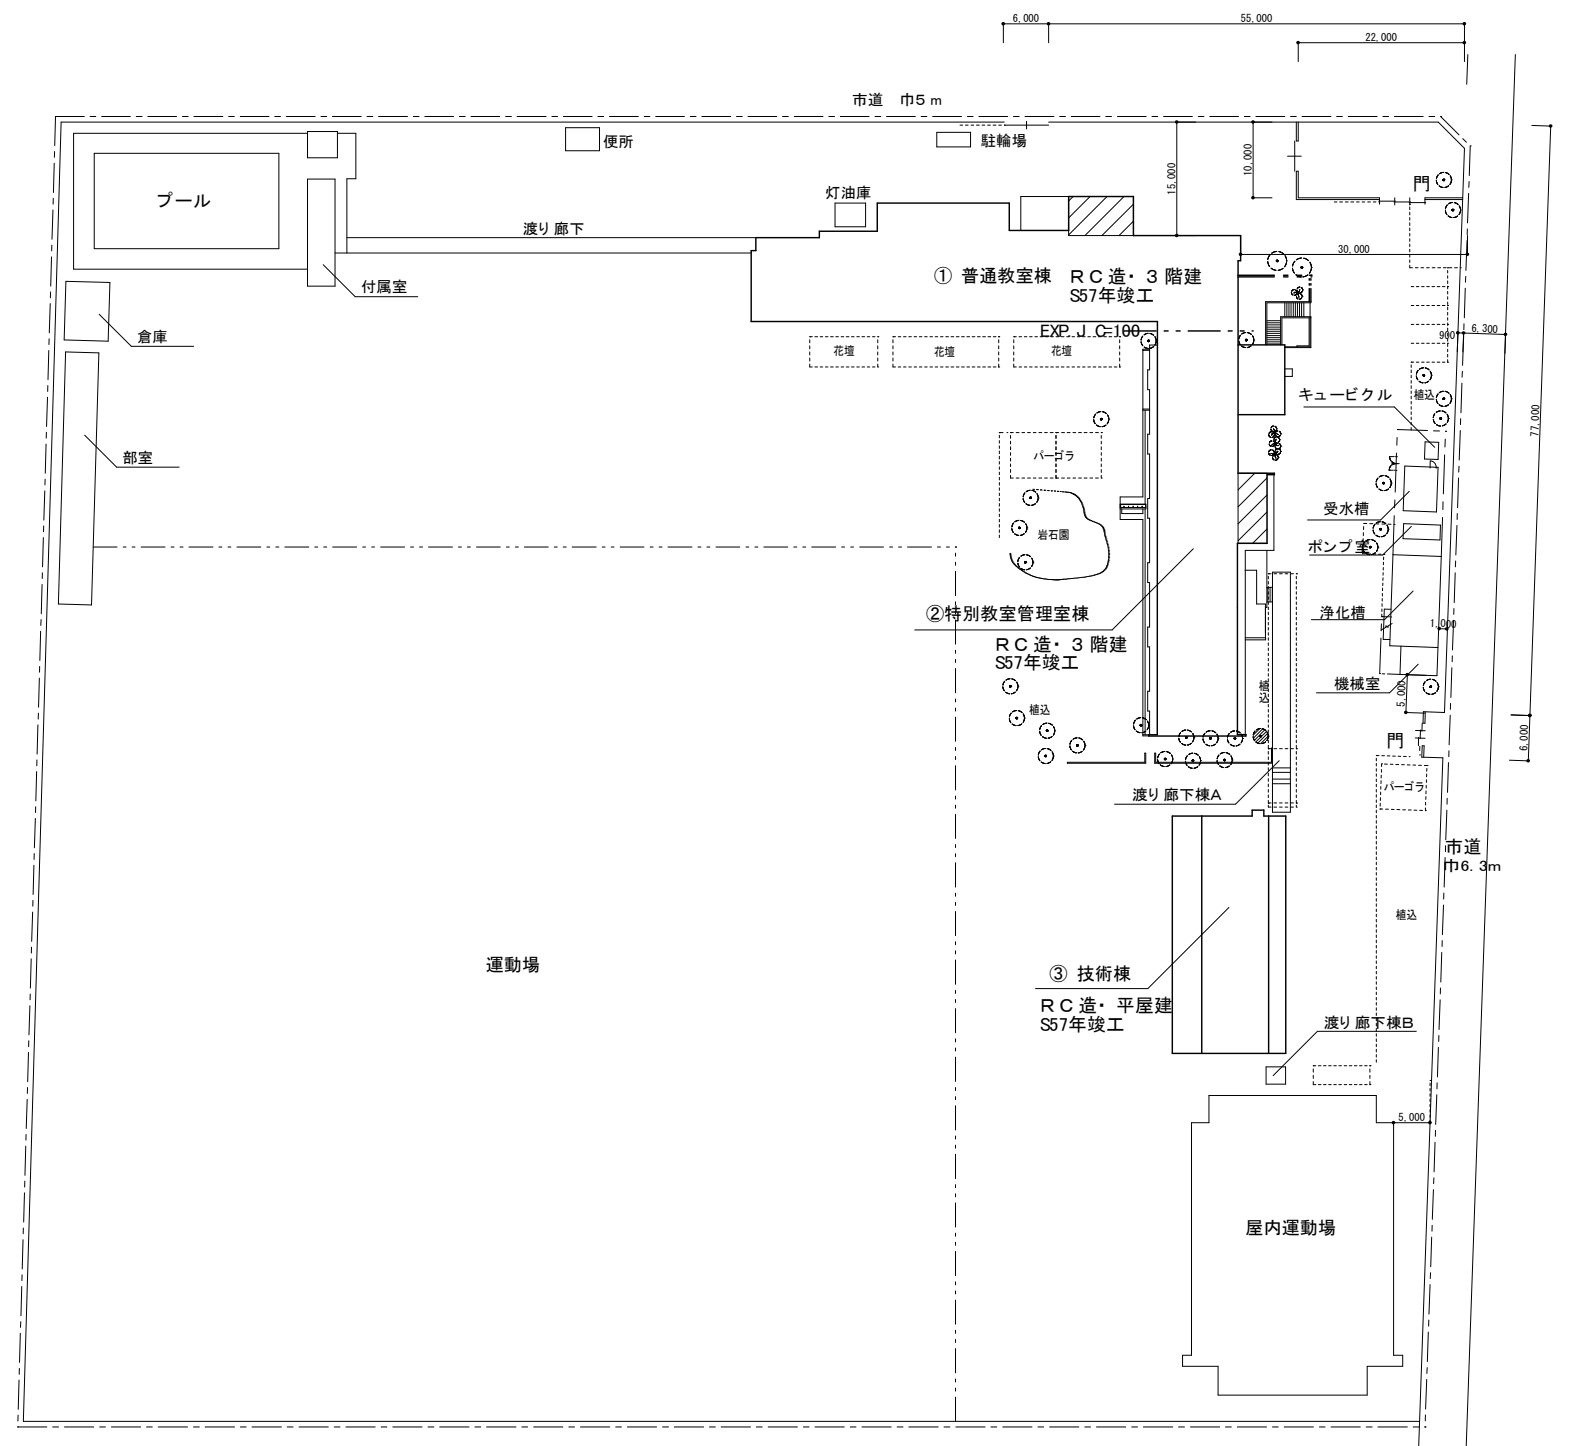 6,000
55,000
22,000
市道 巾5m
便所
駐輪場
15,000
10,000
門
プール
灯油庫
渡り廊下
30,000
付属室
① 普通教室棟 RC造・3階建
S57年竣工
倉庫
EXP.J C=100
900
6,300
花壇
花壇
花壇
キュービクル
植込
77,000
部室
パーゴラ
受水槽
岩石園
ポンプ室
②特別教室管理室棟
浄化槽
1,000
RC造・3階建
S57年竣工
機械室
5,000
植込
植込
門
6,000
渡り廊下棟A
パーゴラ
市道
巾6.3m
植込
運動場
③ 技術棟
RC造・平屋建
S57年竣工
渡り廊下棟B
5,000
屋内運動場